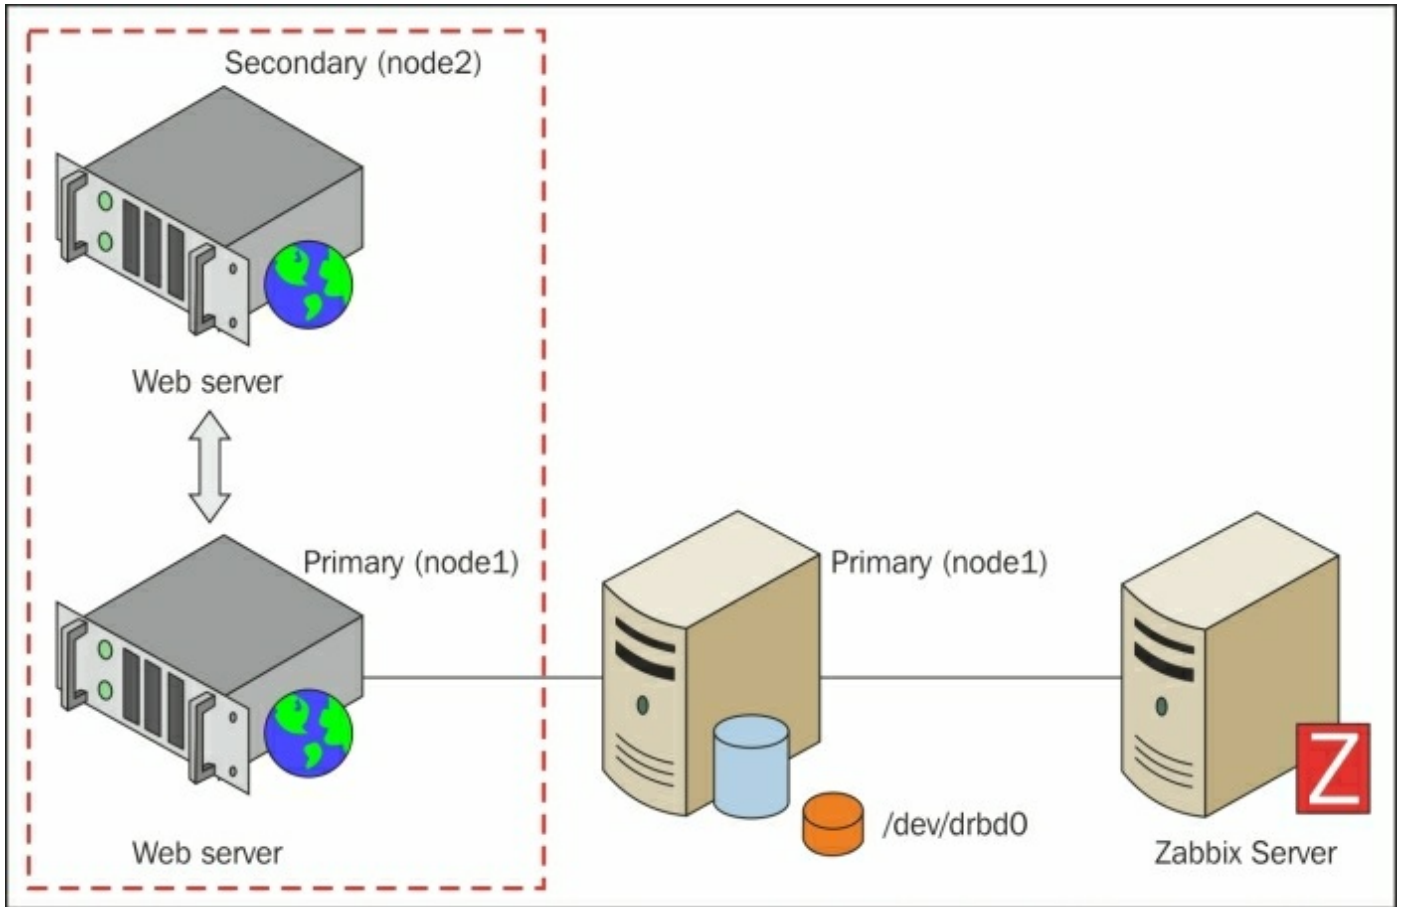 Secondary (node2)
Web server
Primary (node1)
Primary (node1)
/dev/drbd0
Z
Web server
Zabbix Server